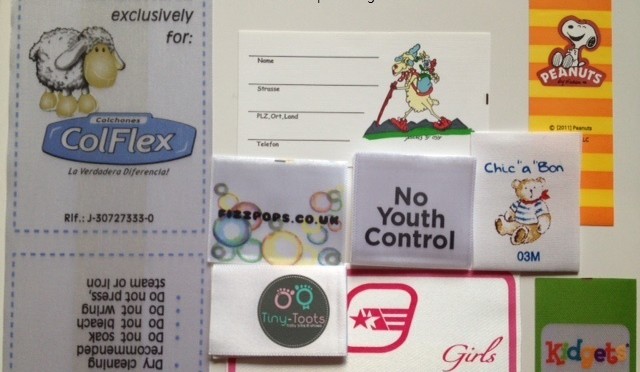 exclusively
for:
Colchones
ColFlex
La Verdadera Diferencia!
Rif.: J-30727333-0
Dry cleaning
recommended
Do not soak
Do not bleach
Do not wring
Do not press,
steam or Iron
Name
Strasse
PLZ_Ort_Land
Telefon
PEANUTS
© (2011) Peanuts
LC
FIZZPOPS.CO.UK
No
Youth
Control
Chic "a" Bon
03M
Tiny-Toots
Girls
Kidgets